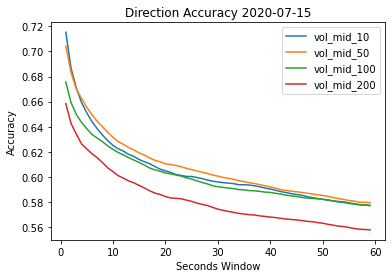 Direction Accuracy 2020-07-15
vol_mid_10
vol_mid_50
vol_mid_100
vol_mid_200
Accuracy
0.72
0.70
0.68
0.66
0.64
0.62
0.60
0.58
0.56
0 10 20 30 40 50 60
Seconds Window